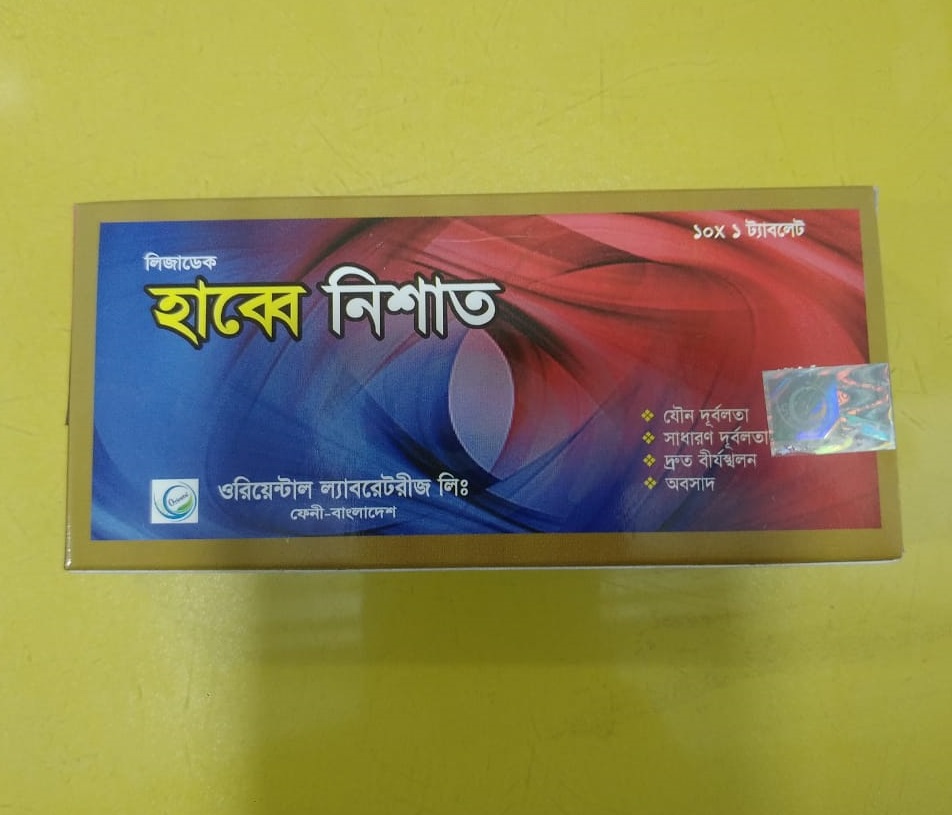 ১০X ১ ট্যাবলেট
লিজাডেক
হাব্বে নিশাত
❖ যৌন দূর্বলতা
❖ সাধারণ দূর্বলতা
❖ দ্রুত বীর্যস্খলন
❖ অবসাদ
ওরিয়েন্টাল ল্যাবরেটরীজ লিঃ
ফেনী-বাংলাদেশ